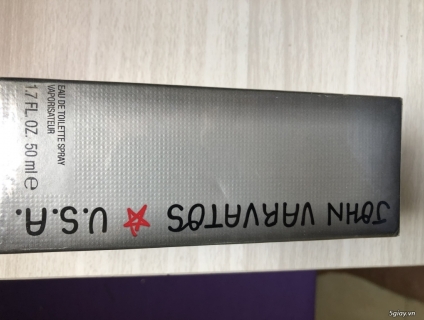 JOHN VARVATOS
★ U.S.A.
EAU DE TOILETTE SPRAY
VAPORISATEUR
1.7 FL. OZ. 50 ml ℮
5giay.vn